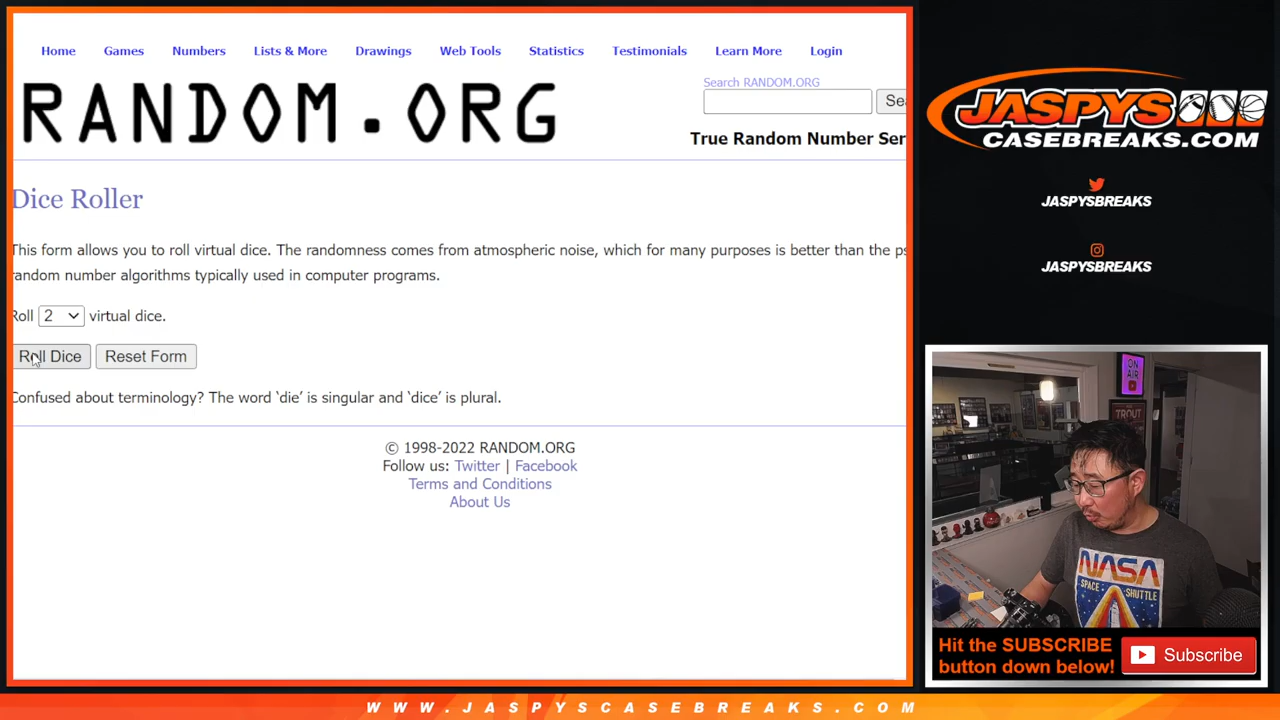 Home Games Numbers Lists & More Drawings Web Tools Statistics Testimonials Learn More Login
RANDOM.ORG
Search RANDOM.ORG
Sea
True Random Number Ser
Dice Roller
This form allows you to roll virtual dice. The randomness comes from atmospheric noise, which for many purposes is better than the ps
random number algorithms typically used in computer programs.
Roll 2 virtual dice.
Roll Dice Reset Form
Confused about terminology? The word ‘die’ is singular and ‘dice’ is plural.
© 1998-2022 RANDOM.ORG
Follow us: Twitter | Facebook
Terms and Conditions
About Us
JASPYS
CASEBREAKS.COM
JASPYSBREAKS
JASPYSBREAKS
ON
AIR
TROUT
NASA
SPACE SHUTTLE
Hit the SUBSCRIBE
button down below!
Subscribe
WWW.JASPYSCASEBREAKS.COM